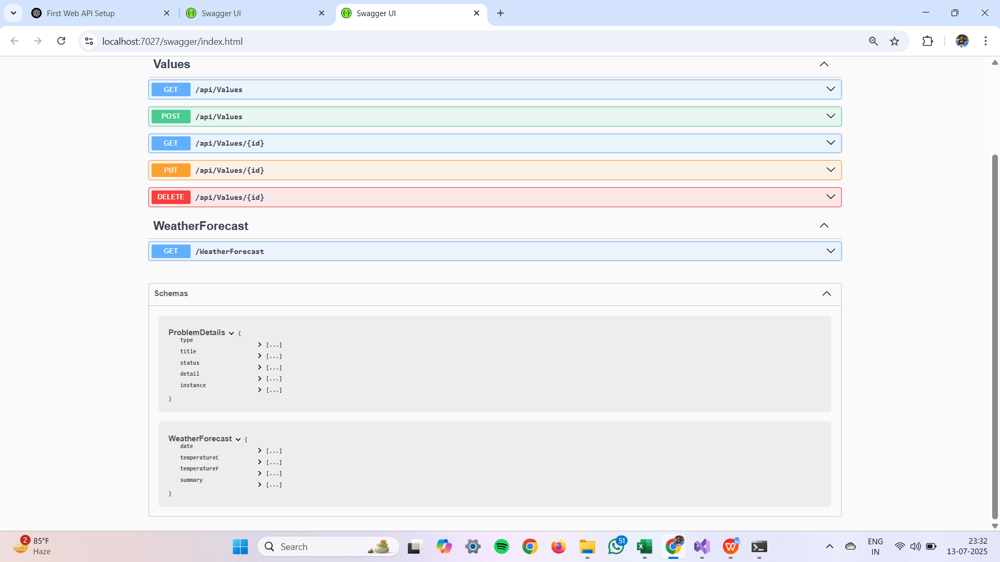 First Web API Setup
Swagger UI
Swagger UI
localhost:7027/swagger/index.html
Values
GET /api/Values
POST /api/Values
GET /api/Values/{id}
PUT /api/Values/{id}
DELETE /api/Values/{id}
WeatherForecast
GET /WeatherForecast
Schemas
ProblemDetails {
type [...]
title [...]
status [...]
detail [...]
instance [...]
}
WeatherForecast {
date [...]
temperatureC [...]
temperatureF [...]
summary [...]
}
2
85°F
Haze
Search
51
ENG
IN
23:32
13-07-2025